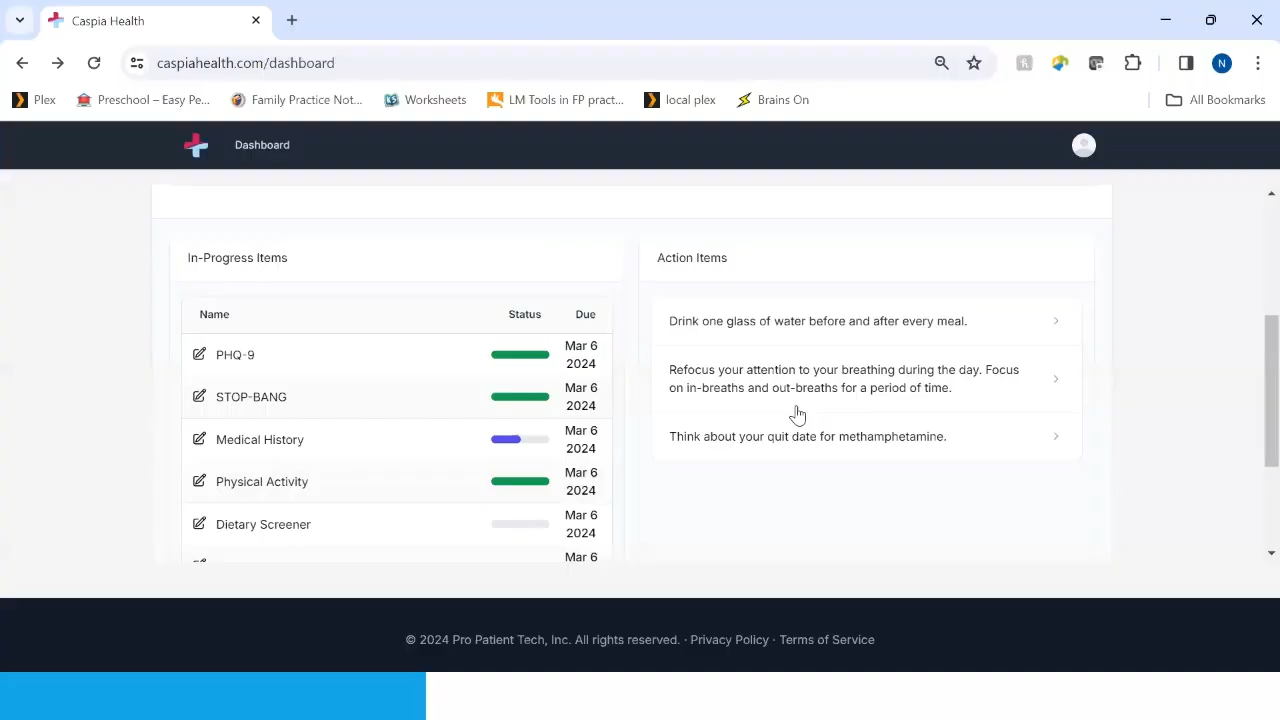 Caspia Health
caspiahealth.com/dashboard
N
Plex
Preschool – Easy Pe...
Family Practice Not...
Worksheets
LM Tools in FP pract...
local plex
Brains On
All Bookmarks
Dashboard
In-Progress Items
Name Status Due
PHQ-9 Mar 6
2024
STOP-BANG Mar 6
2024
Medical History Mar 6
2024
Physical Activity Mar 6
2024
Dietary Screener Mar 6
2024
Mar 6
Action Items
Drink one glass of water before and after every meal.
Refocus your attention to your breathing during the day. Focus
on in-breaths and out-breaths for a period of time.
Think about your quit date for methamphetamine.
© 2024 Pro Patient Tech, Inc. All rights reserved. · Privacy Policy · Terms of Service